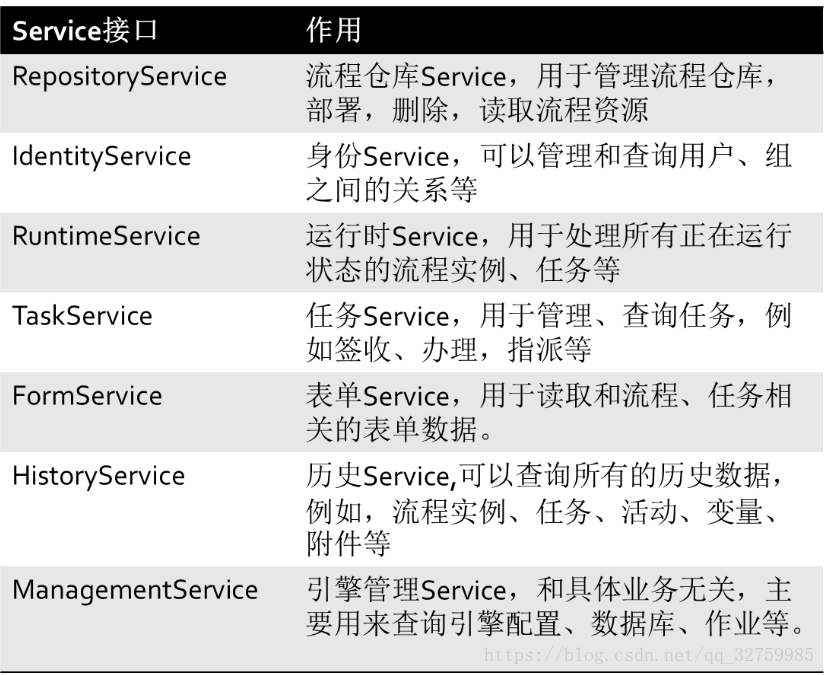 Service接口 作用
RepositoryService 流程仓库Service，用于管理流程仓库，
部署，删除，读取流程资源
IdentityService 身份Service，可以管理和查询用户、组
之间的关系等
RuntimeService 运行时Service，用于处理所有正在运行
状态的流程实例、任务等
TaskService 任务Service，用于管理、查询任务，例
如签收、办理，指派等
FormService 表单Service，用于读取和流程、任务相
关的表单数据。
HistoryService 历史Service,可以查询所有的历史数据，
例如，流程实例、任务、活动、变量、
附件等
ManagementService 引擎管理Service，和具体业务无关，主
要用来查询引擎配置、数据库、作业等。
https://blog.csdn.net/qq_32759985